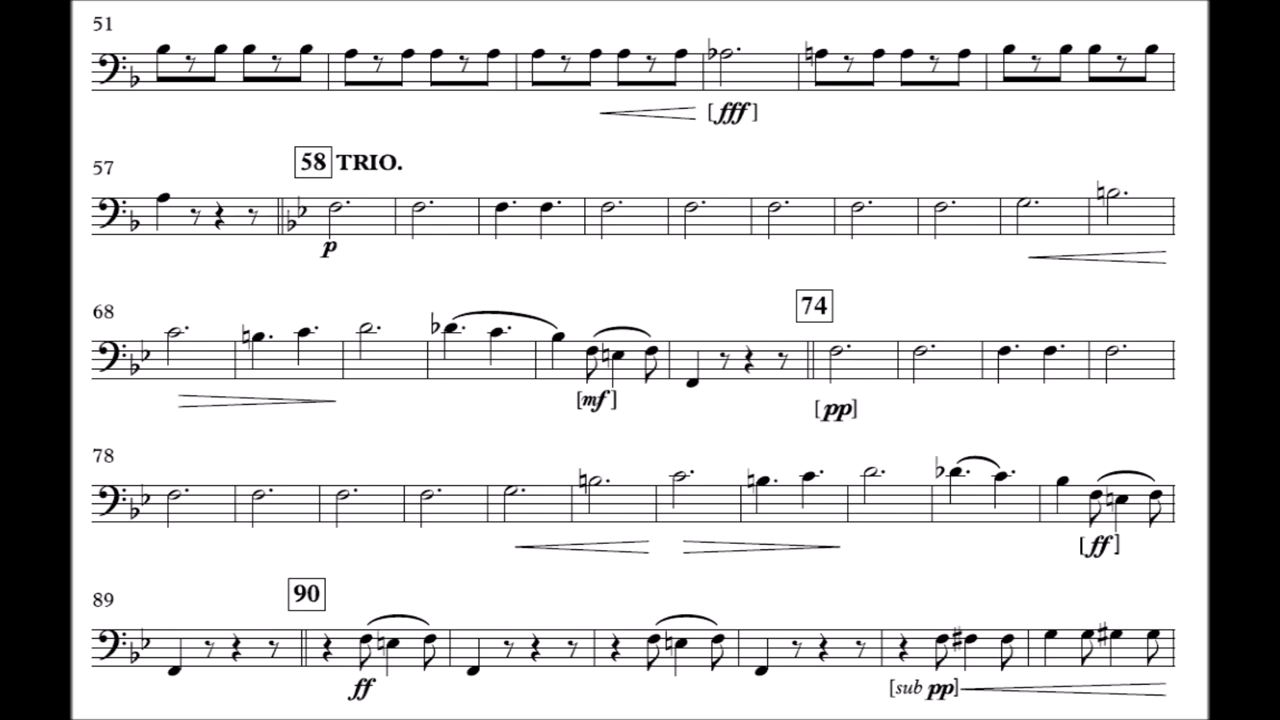 51
[fff]
57
58 TRIO.
p
68
74
[mf]
[pp]
78
[ff]
89
90
ff
[sub pp]